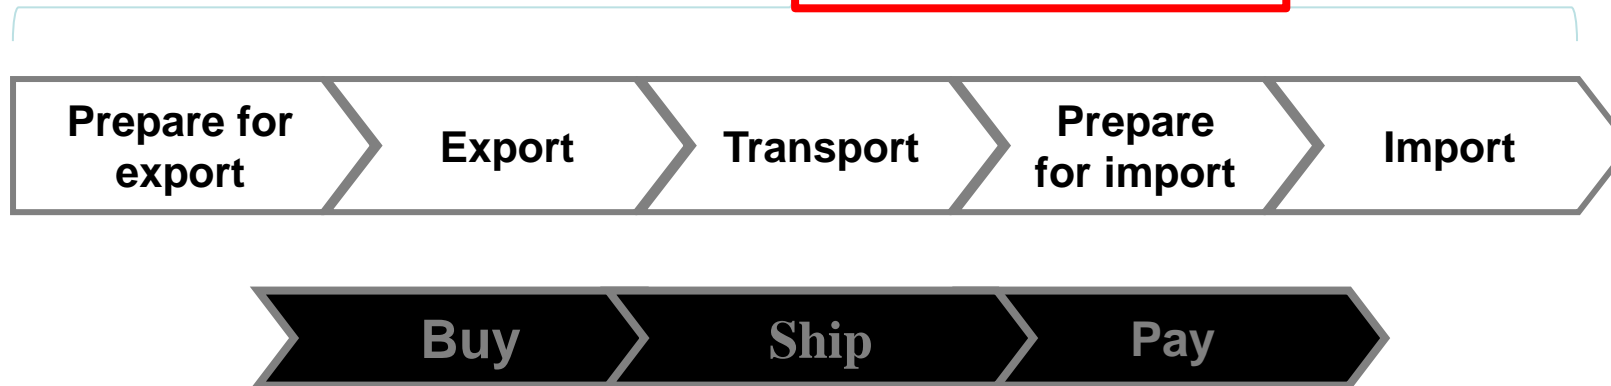 Prepare for
export
Export
Transport
Prepare
for import
Import
Buy
Ship
Pay